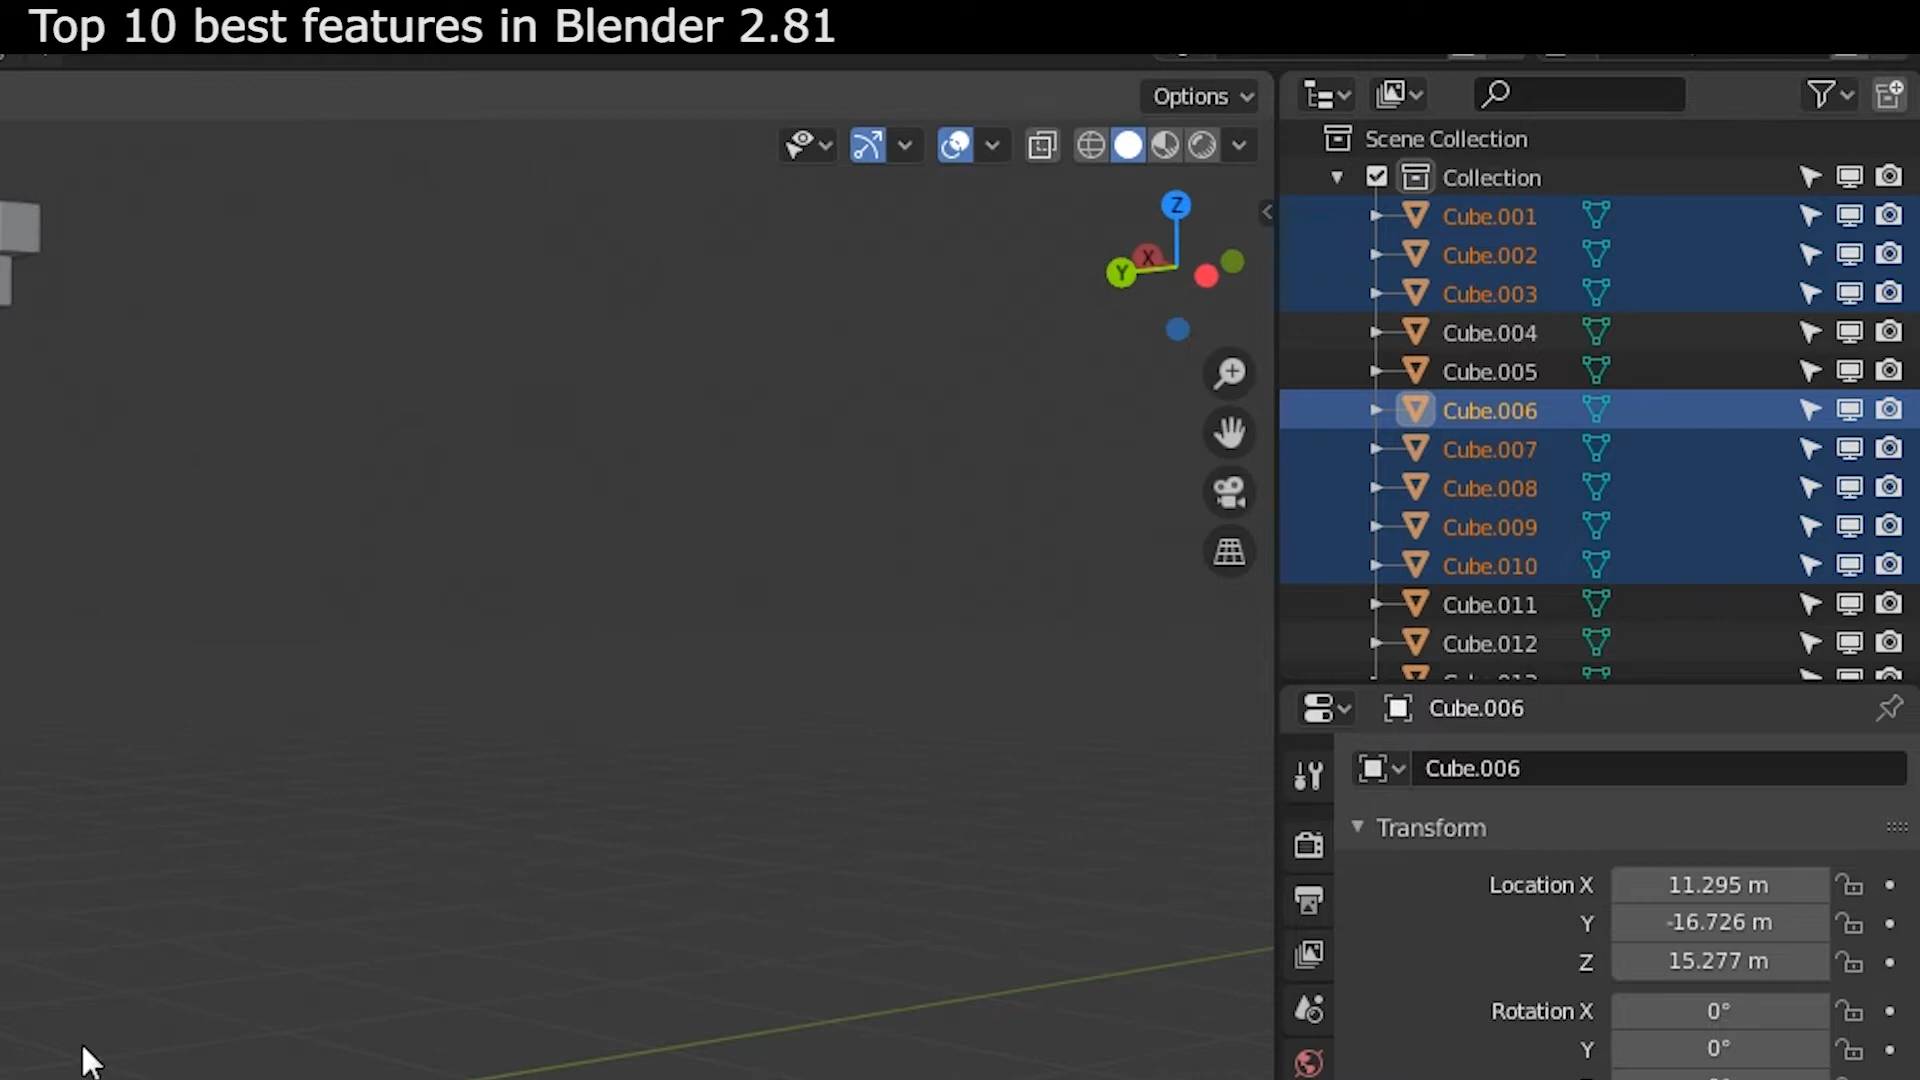 Top 10 best features in Blender 2.81
Options
Scene Collection
Collection
Z
X
Y
Cube.001
Cube.002
Cube.003
Cube.004
Cube.005
Cube.006
Cube.007
Cube.008
Cube.009
Cube.010
Cube.011
Cube.012
Cube.006
Cube.006
Transform
Location X 11.295 m
Y -16.726 m
Z 15.277 m
Rotation X 0°
Y 0°